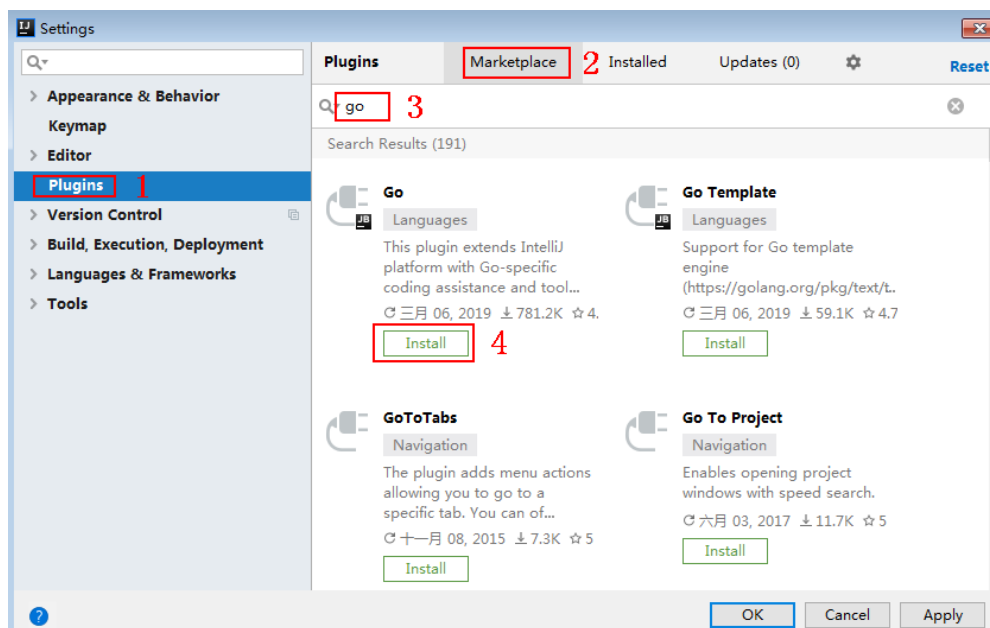 Settings
Plugins
Marketplace
2
Installed
Updates (0)
Reset
Appearance & Behavior
Keymap
Editor
Plugins
1
Version Control
Build, Execution, Deployment
Languages & Frameworks
Tools
go
3
Search Results (191)
Go
Languages
This plugin extends IntelliJ
platform with Go-specific
coding assistance and tool...
三月 06, 2019 781.2K 4.
Install
4
Go Template
Languages
Support for Go template
engine
(https://golang.org/pkg/text/t..
三月 06, 2019 59.1K 4.7
Install
GoToTabs
Navigation
The plugin adds menu actions
allowing you to go to a
specific tab. You can of...
十一月 08, 2015 7.3K 5
Install
Go To Project
Navigation
Enables opening project
windows with speed search.
六月 03, 2017 11.7K 5
Install
?
OK
Cancel
Apply
IJ
JB
JB